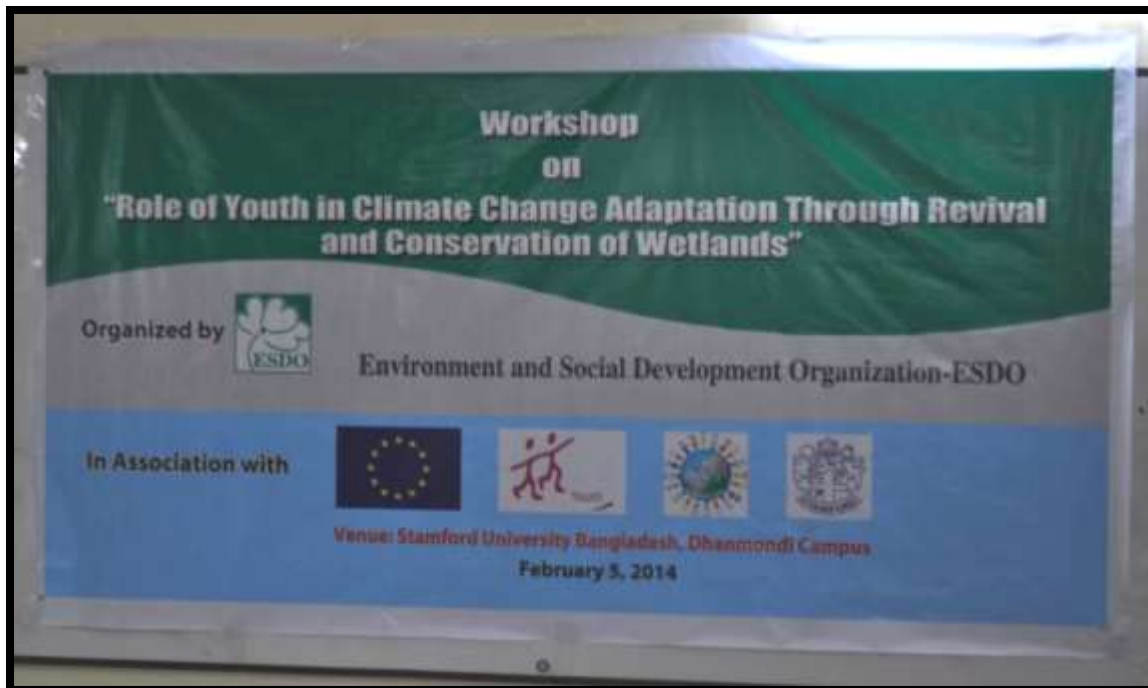 Workshop
on
"Role of Youth in Climate Change Adaptation Through Revival
and Conservation of Wetlands"
Organized by
ESDO
Environment and Social Development Organization-ESDO
In Association with
Venue: Stamford University Bangladesh, Dhanmondi Campus
February 5, 2014